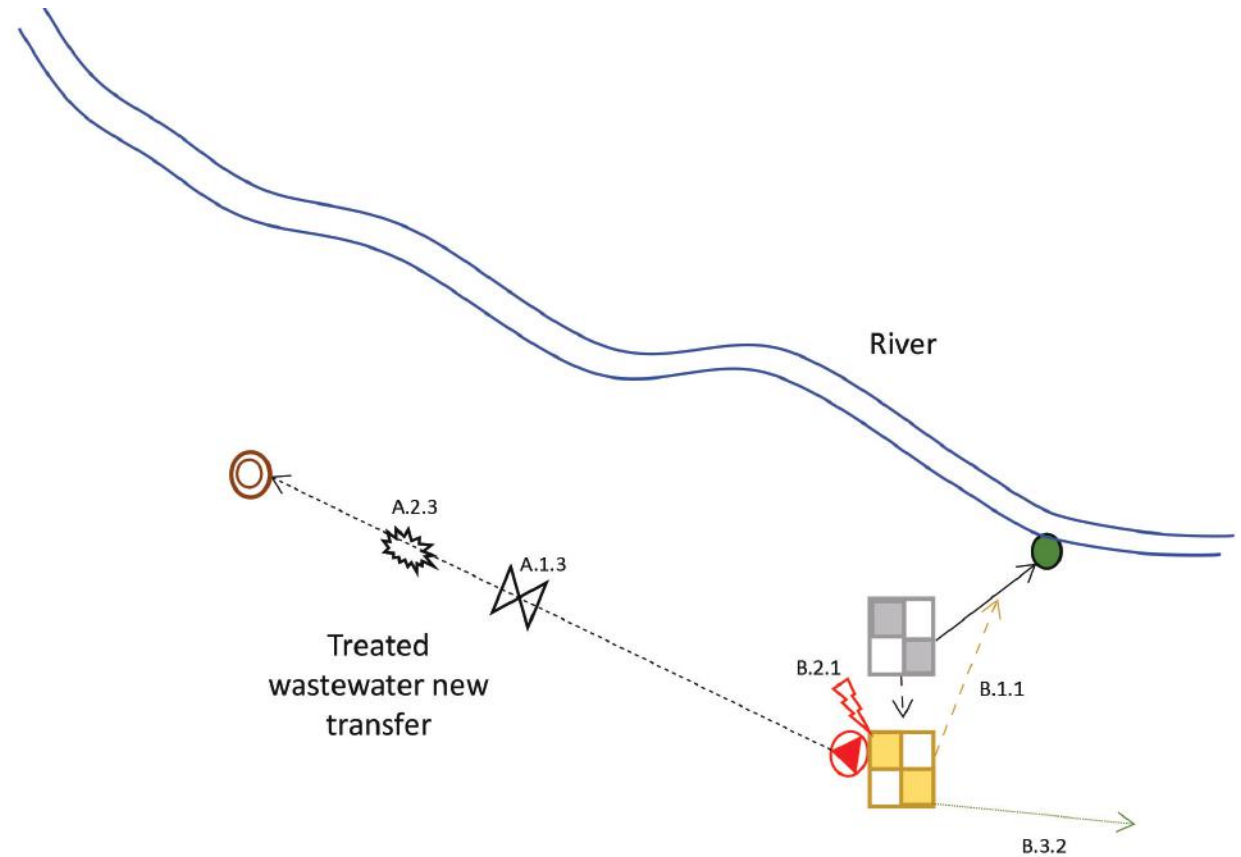 River
A.2.3
A.1.3
Treated
wastewater new
transfer
B.2.1
B.1.1
B.3.2